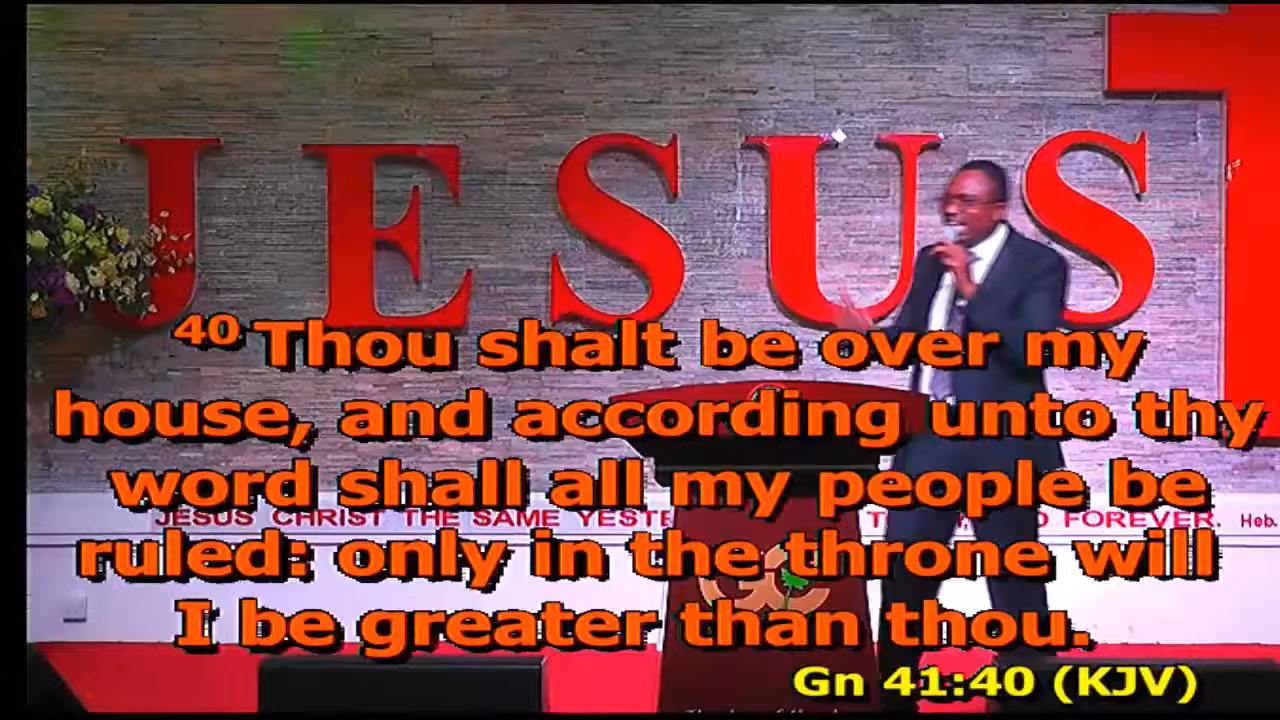 JESUS
40 Thou shalt be over my
house, and according unto thy
word shall all my people be
ruled: only in the throne will
I be greater than thou.
JESUS CHRIST THE SAME YESTE FOREVER. Heb.
GC
Gn 41:40 (KJV)